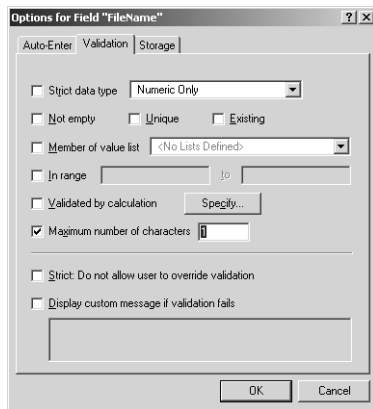 Options for Field "FileName"
Auto-Enter Validation Storage
Strict data type Numeric Only
Not empty Unique Existing
Member of value list <No Lists Defined>
In range to
Validated by calculation Specify...
Maximum number of characters 1
Strict: Do not allow user to override validation
Display custom message if validation fails
OK Cancel